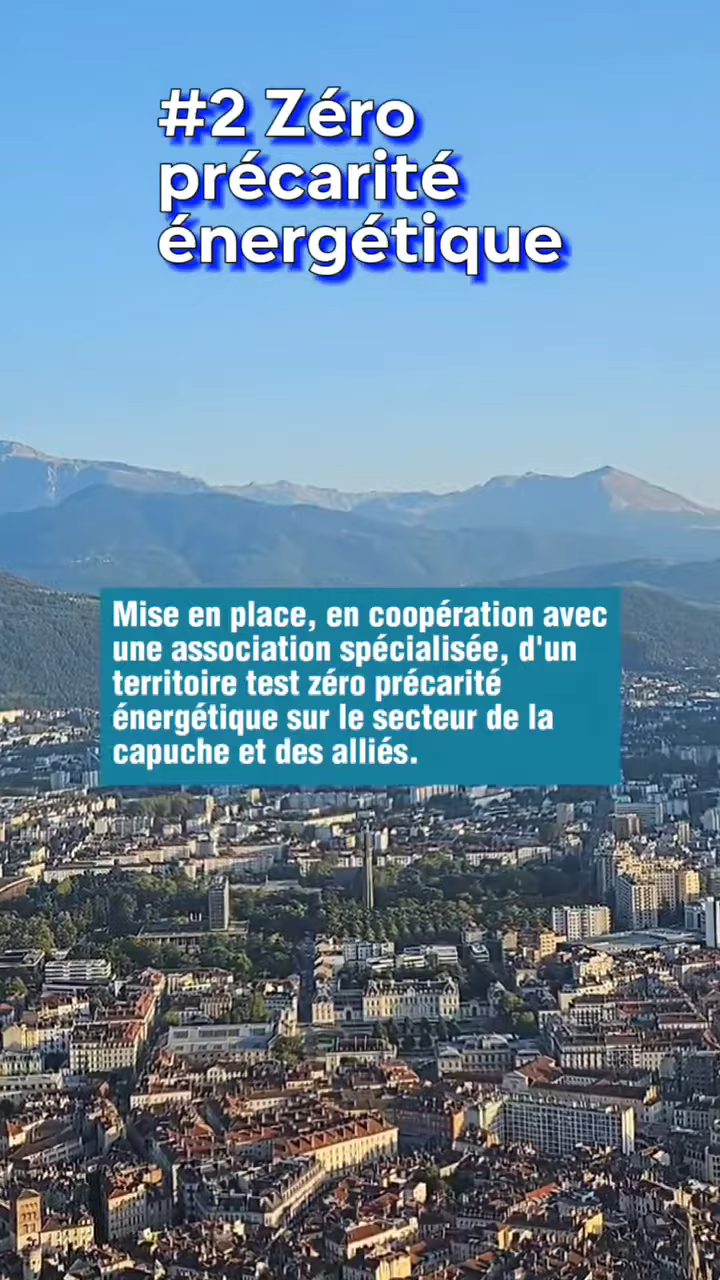 #2 Zéro
précarité
énergétique
Mise en place, en coopération avec
une association spécialisée, d'un
territoire test zéro précarité
énergétique sur le secteur de la
capuche et des alliés.